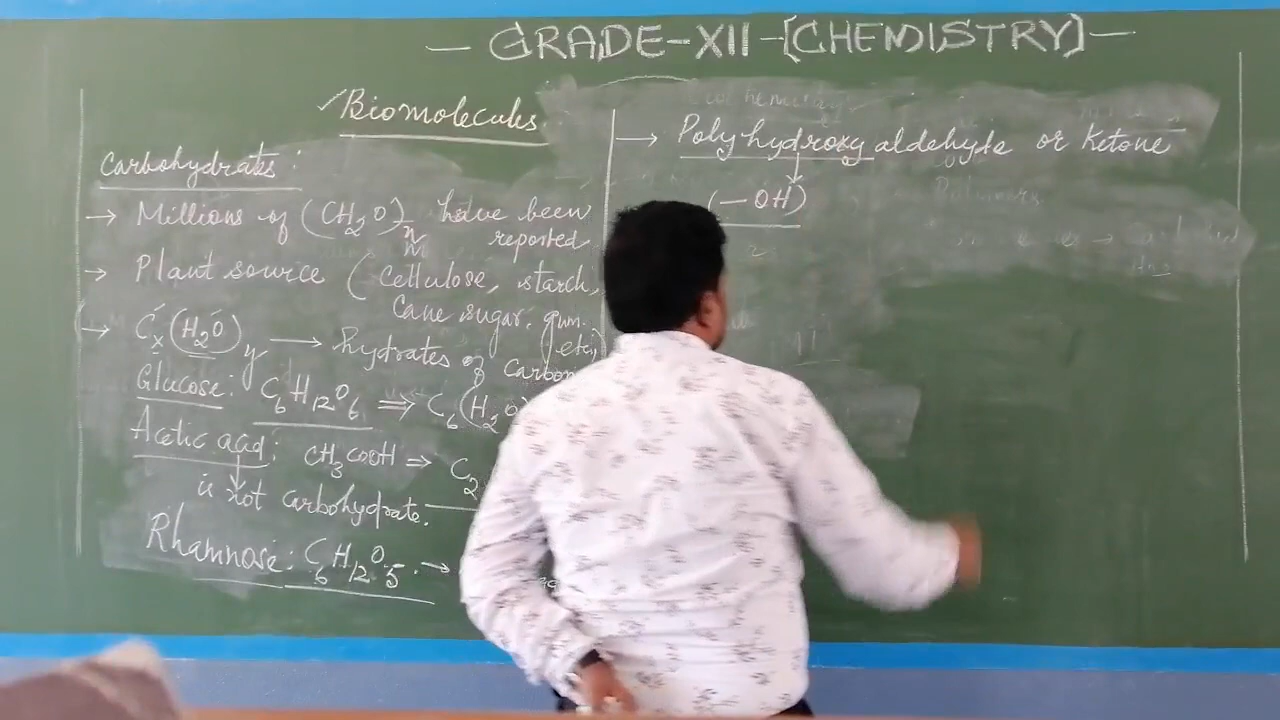 — GRADE-XII-[CHEMISTRY]—
✓Biomolecules.
Carbohydrates:
→ Millions of (CH₂O)ₙ have been
reported
→ Plant source (Cellulose, starch,
Cane sugar, gum.
etc)
→ Cₓ(H₂O)y → hydrates of carbon
Glucose: C₆H₁₂O₆ ⇒ C₆(H₂O)
Acetic acid: CH₃COOH ⇒ C₂
is not carbohydrate.
Rhamnose: C₆H₁₂O₅. →
→ Polyhydroxy aldehyde or Ketone
(-OH)